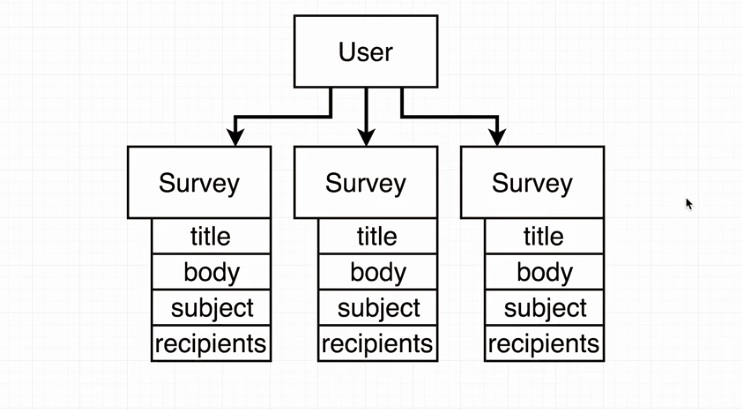 User
Survey Survey Survey
title title title
body body body
subject subject subject
recipients recipients recipients